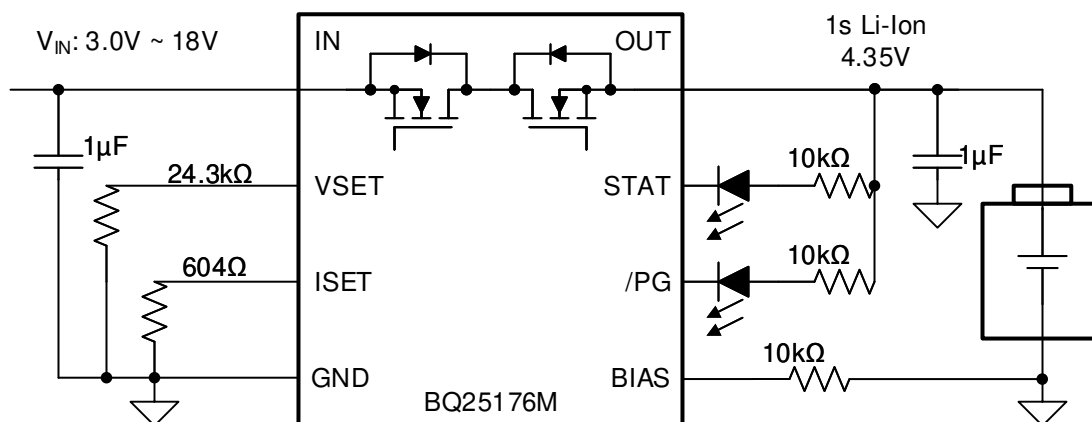 V_IN: 3.0V ~ 18V
IN
OUT
1s Li-Ion
4.35V
1µF
24.3kΩ
VSET
STAT
10kΩ
1µF
604Ω
ISET
/PG
10kΩ
GND
BIAS
10kΩ
BQ25176M